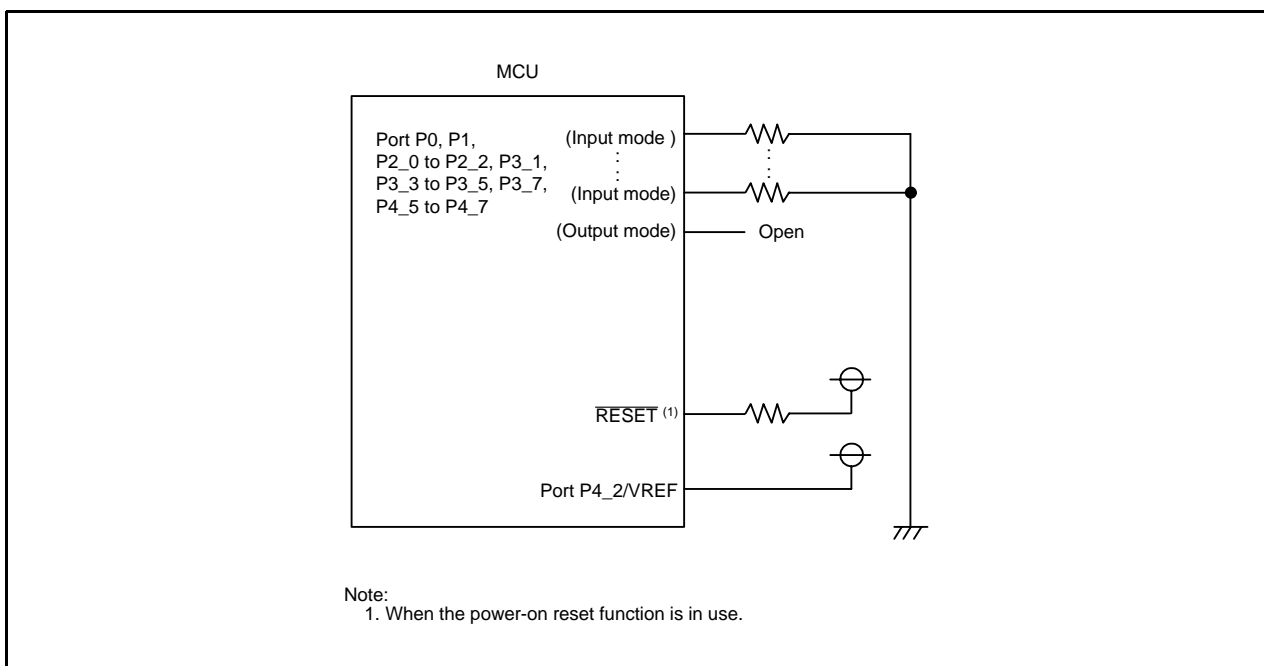 MCU
Port P0, P1,
P2_0 to P2_2, P3_1,
P3_3 to P3_5, P3_7,
P4_5 to P4_7
(Input mode )
(Input mode)
(Output mode)
Open
RESET (1)
Port P4_2/VREF
Note:
1. When the power-on reset function is in use.